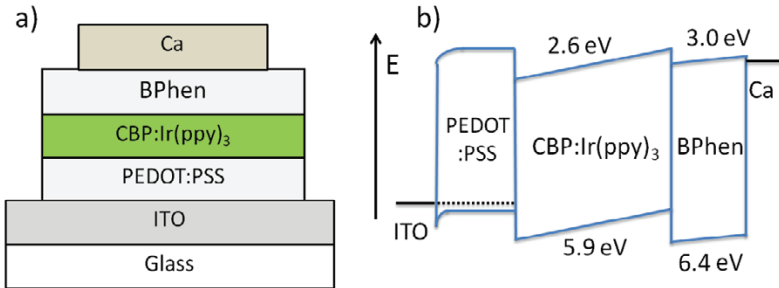 a)
Ca
BPhen
CBP:Ir(ppy)₃
PEDOT:PSS
ITO
Glass
b)
E
2.6 eV
3.0 eV
Ca
PEDOT
:PSS
CBP:Ir(ppy)₃
BPhen
ITO
5.9 eV
6.4 eV